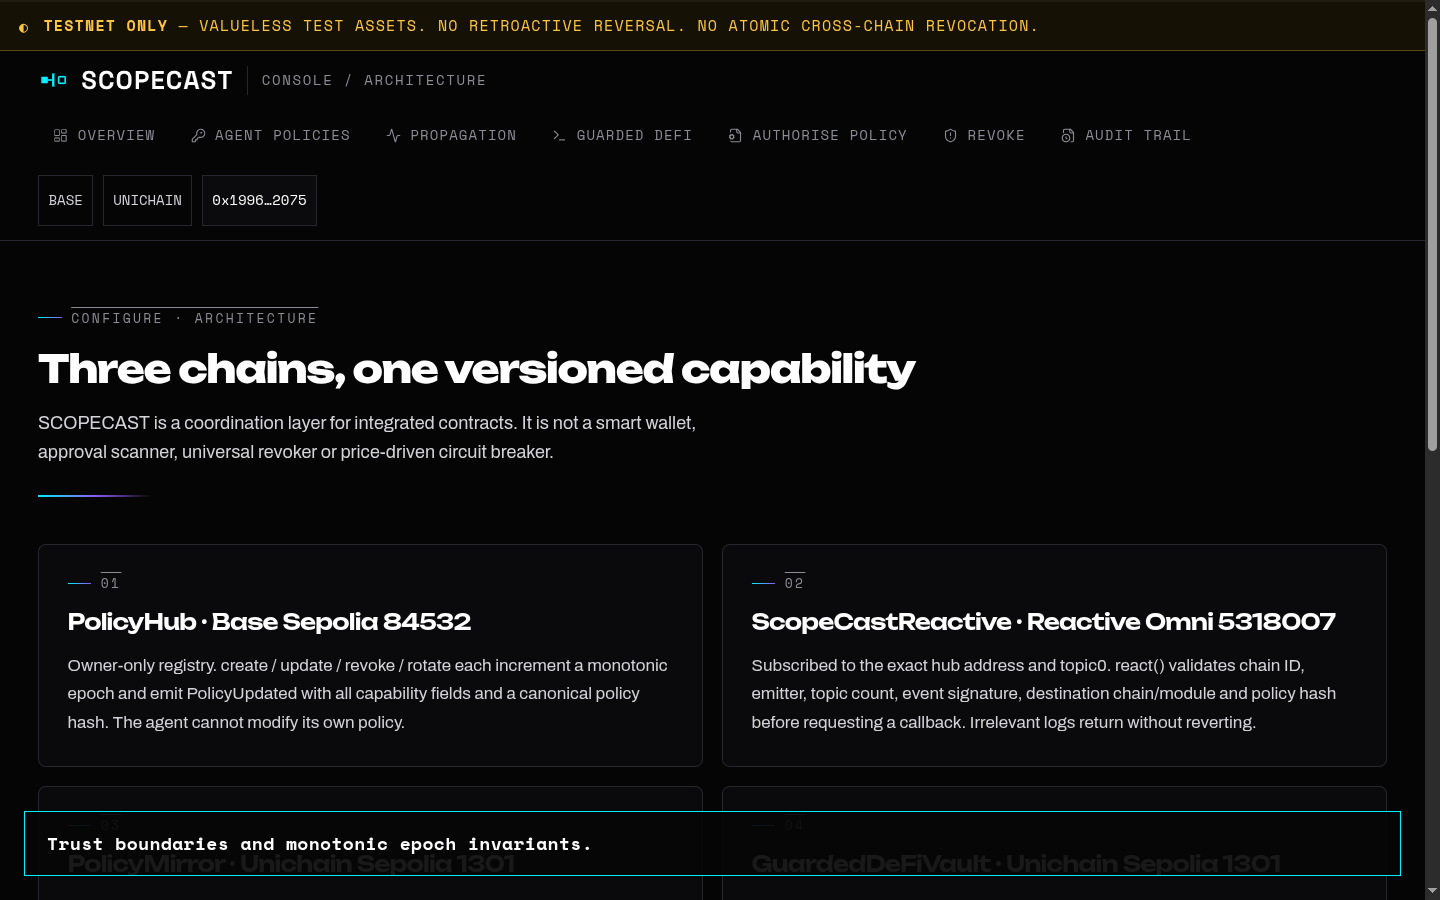 TESTNET ONLY — VALUELESS TEST ASSETS. NO RETROACTIVE REVERSAL. NO ATOMIC CROSS-CHAIN REVOCATION.
SCOPECAST CONSOLE / ARCHITECTURE
OVERVIEW AGENT POLICIES PROPAGATION GUARDED DEFI AUTHORISE POLICY REVOKE AUDIT TRAIL
BASE UNICHAIN 0x1996…2075
CONFIGURE · ARCHITECTURE
Three chains, one versioned capability
SCOPECAST is a coordination layer for integrated contracts. It is not a smart wallet,
approval scanner, universal revoker or price-driven circuit breaker.
01
PolicyHub · Base Sepolia 84532
Owner-only registry. create / update / revoke / rotate each increment a monotonic
epoch and emit PolicyUpdated with all capability fields and a canonical policy
hash. The agent cannot modify its own policy.
02
ScopeCastReactive · Reactive Omni 5318007
Subscribed to the exact hub address and topic0. react() validates chain ID,
emitter, topic count, event signature, destination chain/module and policy hash
before requesting a callback. Irrelevant logs return without reverting.
03
PolicyMirror · Unichain Sepolia 1301
04
GuardedDeFiVault · Unichain Sepolia 1301
Trust boundaries and monotonic epoch invariants.